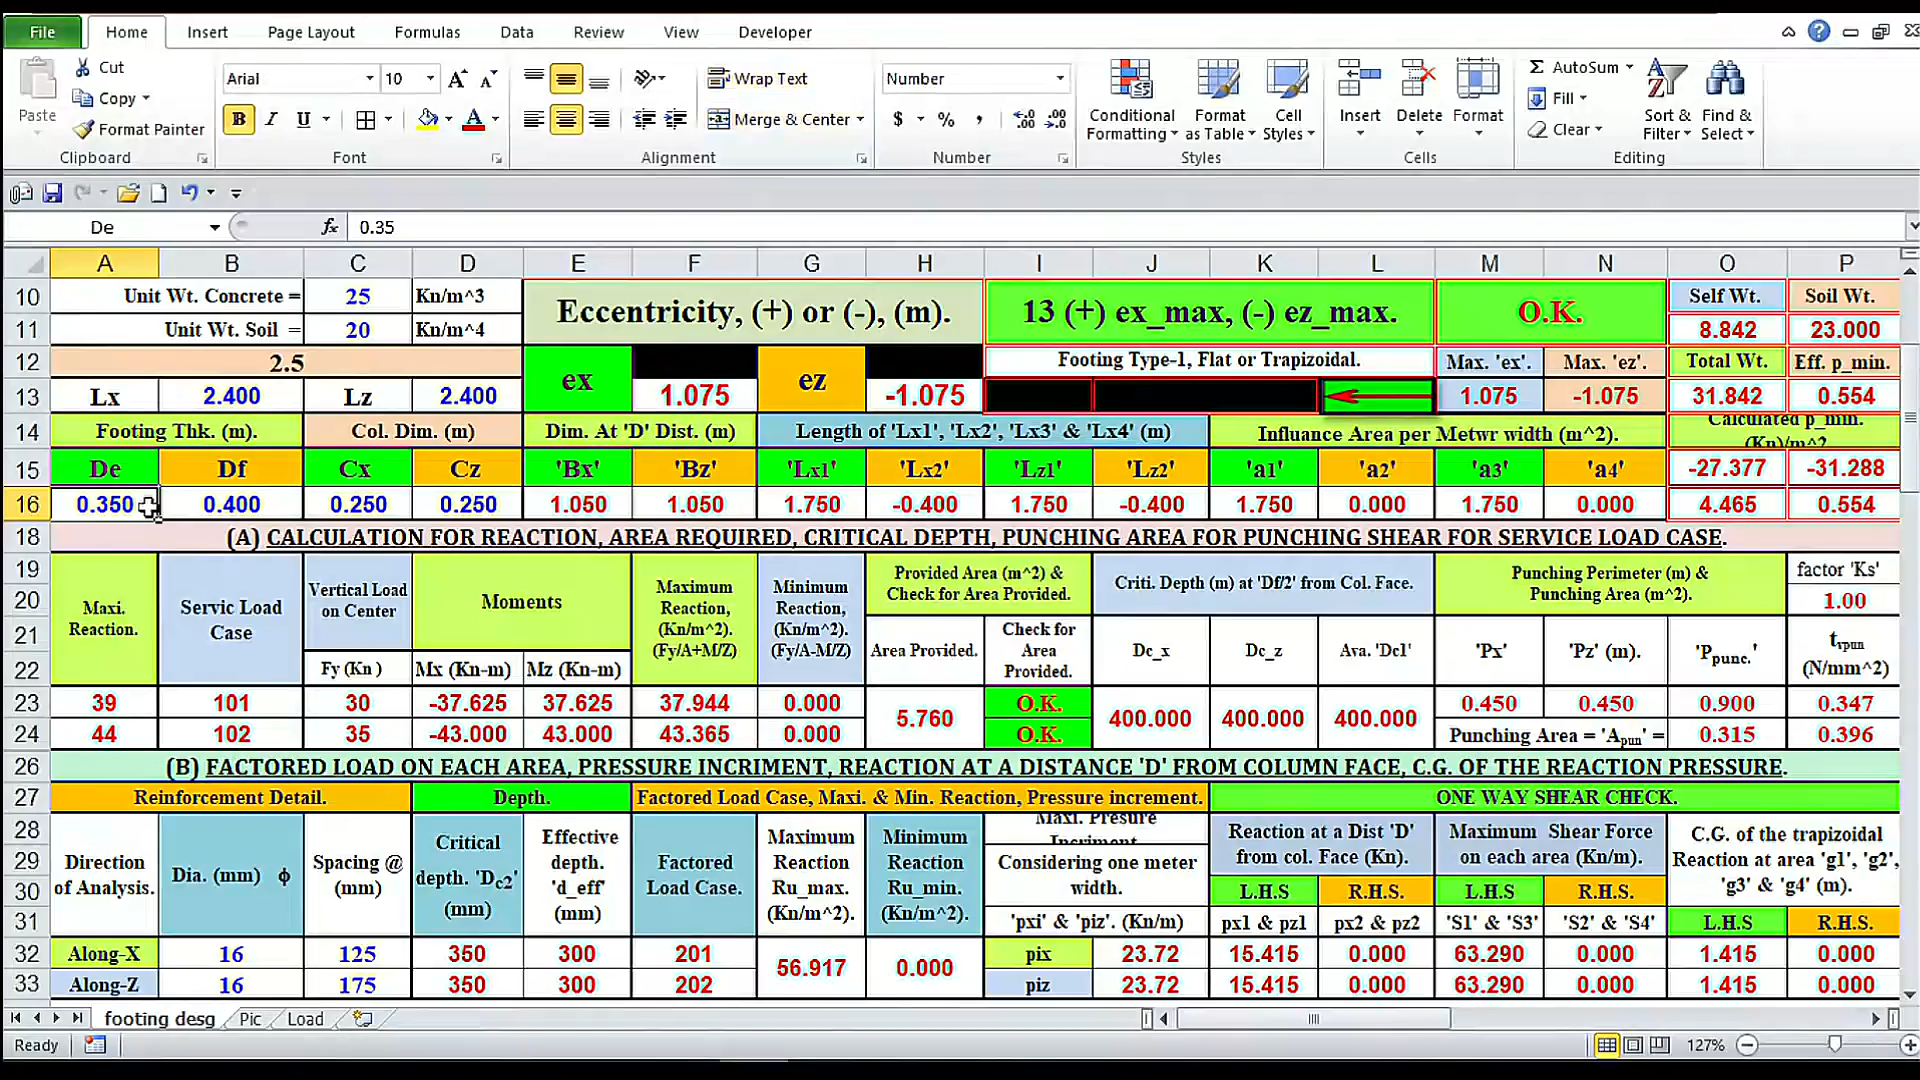 File Home Insert Page Layout Formulas Data Review View Developer
Cut
Copy
Format Painter
Paste
Clipboard
Arial 10
B I U
Font
Wrap Text
Merge & Center
Alignment
Number
$ % ,
Number
Conditional Formatting
Format as Table
Cell Styles
Styles
Insert Delete Format
Cells
Σ AutoSum
Fill
Clear
Sort & Filter
Find & Select
Editing
De fx 0.35
A B C D E F G H I J K L M N O P
10 Unit Wt. Concrete = 25 Kn/m^3 Eccentricity, (+) or (-), (m). 13 (+) ex_max, (-) ez_max. O.K. Self Wt. Soil Wt.
11 Unit Wt. Soil = 20 Kn/m^4 8.842 23.000
12 2.5 ex ez Footing Type-1, Flat or Trapizoidal. Max. 'ex'. Max. 'ez'. Total Wt. Eff. p_min.
13 Lx 2.400 Lz 2.400 1.075 -1.075 1.075 -1.075 31.842 0.554
14 Footing Thk. (m). Col. Dim. (m) Dim. At 'D' Dist. (m) Length of 'Lx1', 'Lx2', 'Lx3' & 'Lx4' (m) Influance Area per Metwr width (m^2). Calculated p_min. (Kn)/m^2
15 De Df Cx Cz 'Bx' 'Bz' 'Lx1' 'Lx2' 'Lz1' 'Lz2' 'a1' 'a2' 'a3' 'a4' -27.377 -31.288
16 0.350 0.400 0.250 0.250 1.050 1.050 1.750 -0.400 1.750 -0.400 1.750 0.000 1.750 0.000 4.465 0.554
18 (A) CALCULATION FOR REACTION, AREA REQUIRED, CRITICAL DEPTH, PUNCHING AREA FOR PUNCHING SHEAR FOR SERVICE LOAD CASE.
19
20
21
22
Maxi. Reaction.
Servic Load Case
Vertical Load on Center
Fy (Kn )
Moments
Mx (Kn-m) Mz (Kn-m)
Maximum Reaction, (Kn/m^2). (Fy/A+M/Z)
Minimum Reaction, (Kn/m^2). (Fy/A-M/Z)
Provided Area (m^2) & Check for Area Provided.
Area Provided.
Check for Area Provided.
Criti. Depth (m) at 'Df/2' from Col. Face.
Dc_x Dc_z Ava. 'Dc1'
Punching Perimeter (m) & Punching Area (m^2).
'Px' 'Pz' (m). 'Ppunc.'
factor 'Ks'
1.00
tvpun (N/mm^2)
23 39 101 30 -37.625 37.625 37.944 0.000 5.760 O.K. 400.000 400.000 400.000 0.450 0.450 0.900 0.347
24 44 102 35 -43.000 43.000 43.365 0.000 O.K. Punching Area = 'Apun' = 0.315 0.396
26 (B) FACTORED LOAD ON EACH AREA, PRESSURE INCRIMENT, REACTION AT A DISTANCE 'D' FROM COLUMN FACE, C.G. OF THE REACTION PRESSURE.
27 Reinforcement Detail. Depth. Factored Load Case, Maxi. & Min. Reaction, Pressure increment. ONE WAY SHEAR CHECK.
28
29
30
31
Direction of Analysis.
Dia. (mm) ϕ
Spacing @ (mm)
Critical depth. 'Dc2' (mm)
Effective depth. 'd_eff' (mm)
Factored Load Case.
Maximum Reaction Ru_max. (Kn/m^2).
Minimum Reaction Ru_min. (Kn/m^2).
Maxi. Presure Incriment
Considering one meter width.
'pxi' & 'piz'. (Kn/m)
Reaction at a Dist 'D' from col. Face (Kn).
L.H.S R.H.S.
px1 & pz1 px2 & pz2
Maximum Shear Force on each area (Kn/m).
L.H.S R.H.S.
'S1' & 'S3' 'S2' & 'S4'
C.G. of the trapizoidal Reaction at area 'g1', 'g2', 'g3' & 'g4' (m).
L.H.S R.H.S.
32 Along-X 16 125 350 300 201 56.917 0.000 pix 23.72 15.415 0.000 63.290 0.000 1.415 0.000
33 Along-Z 16 175 350 300 202 piz 23.72 15.415 0.000 63.290 0.000 1.415 0.000
footing desg Pic Load
Ready 127%